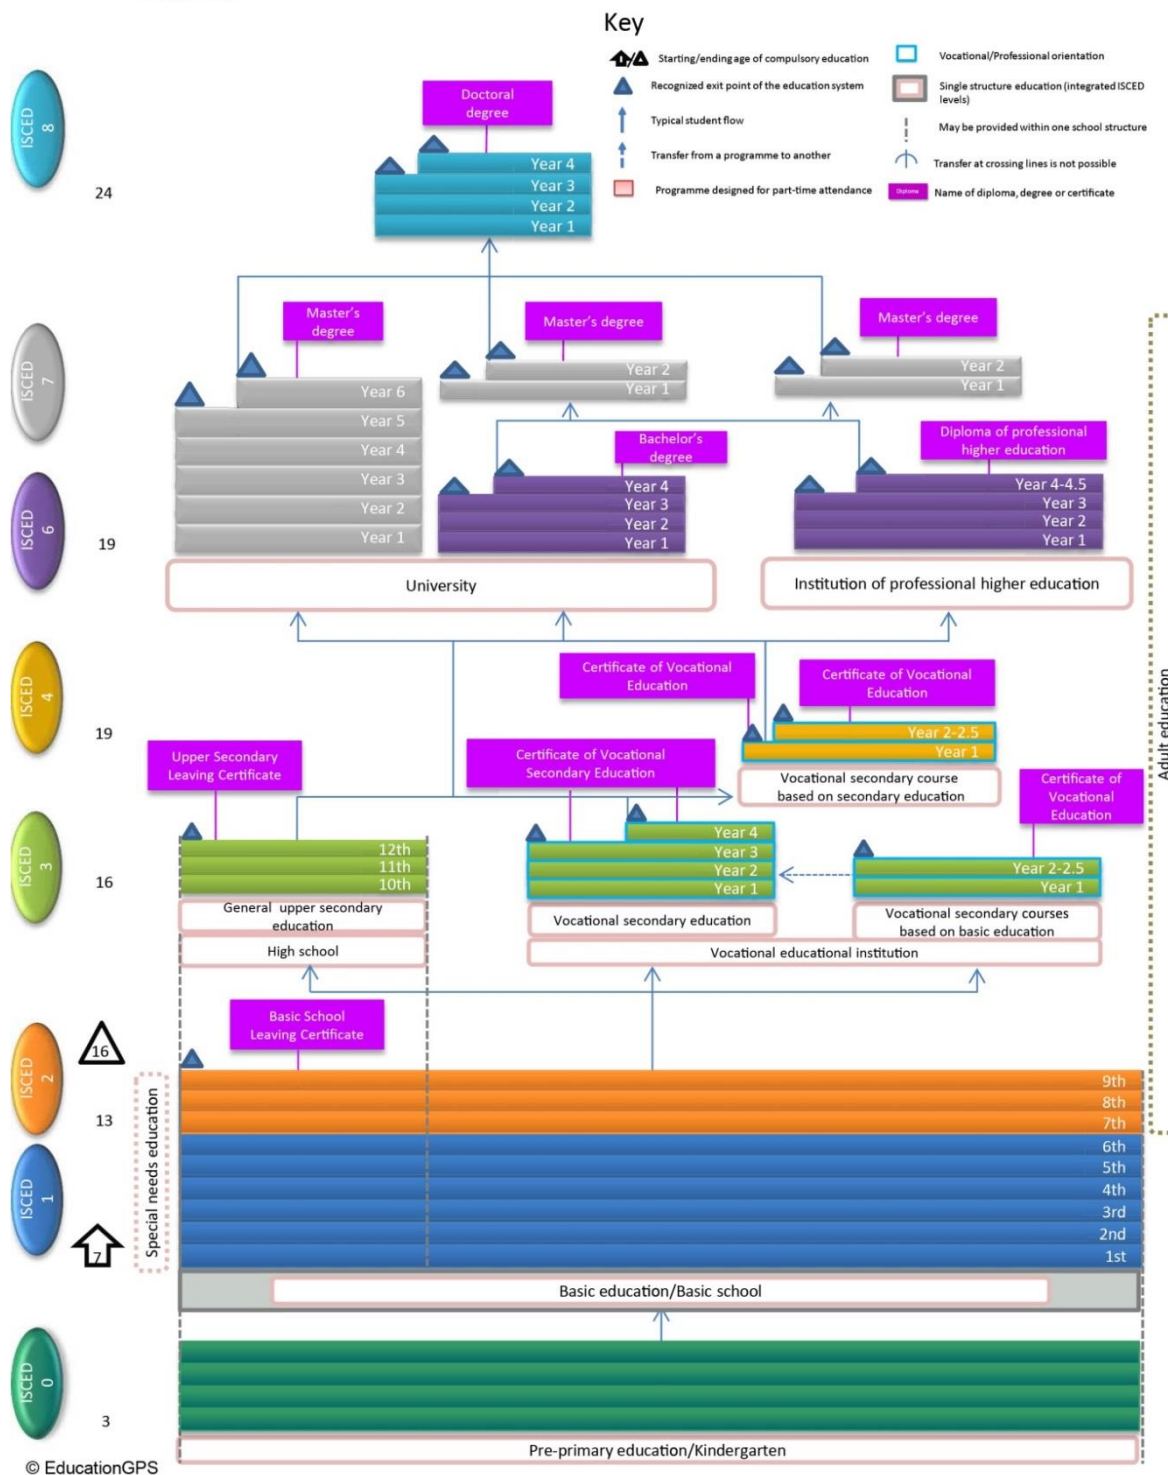 Key
Starting/ending age of compulsory education
Recognized exit point of the education system
Typical student flow
Transfer from a programme to another
Programme designed for part-time attendance
Vocational/Professional orientation
Single structure education (integrated ISCED
levels)
May be provided within one school structure
Transfer at crossing lines is not possible
Diploma
Name of diploma, degree or certificate
ISCED
8
24
Doctoral
degree
Year 4
Year 3
Year 2
Year 1
ISCED
7
Master's
degree
Year 6
Year 5
Year 4
Year 3
Year 2
Year 1
Master's degree
Year 2
Year 1
Master's degree
Year 2
Year 1
ISCED
6
19
Bachelor's
degree
Year 4
Year 3
Year 2
Year 1
Diploma of professional
higher education
Year 4-4.5
Year 3
Year 2
Year 1
University
Institution of professional higher education
ISCED
4
19
Certificate of Vocational
Education
Certificate of Vocational
Education
Year 2-2.5
Year 1
Vocational secondary course
based on secondary education
Adult education
ISCED
3
16
Upper Secondary
Leaving Certificate
12th
11th
10th
General upper secondary
education
High school
Certificate of Vocational
Secondary Education
Year 4
Year 3
Year 2
Year 1
Vocational secondary education
Certificate of
Vocational
Education
Year 2-2.5
Year 1
Vocational secondary courses
based on basic education
Vocational educational institution
ISCED
2
16
13
Basic School
Leaving Certificate
9th
8th
7th
Special needs education
ISCED
1
7
6th
5th
4th
3rd
2nd
1st
Basic education/Basic school
ISCED
0
3
Pre-primary education/Kindergarten
© EducationGPS